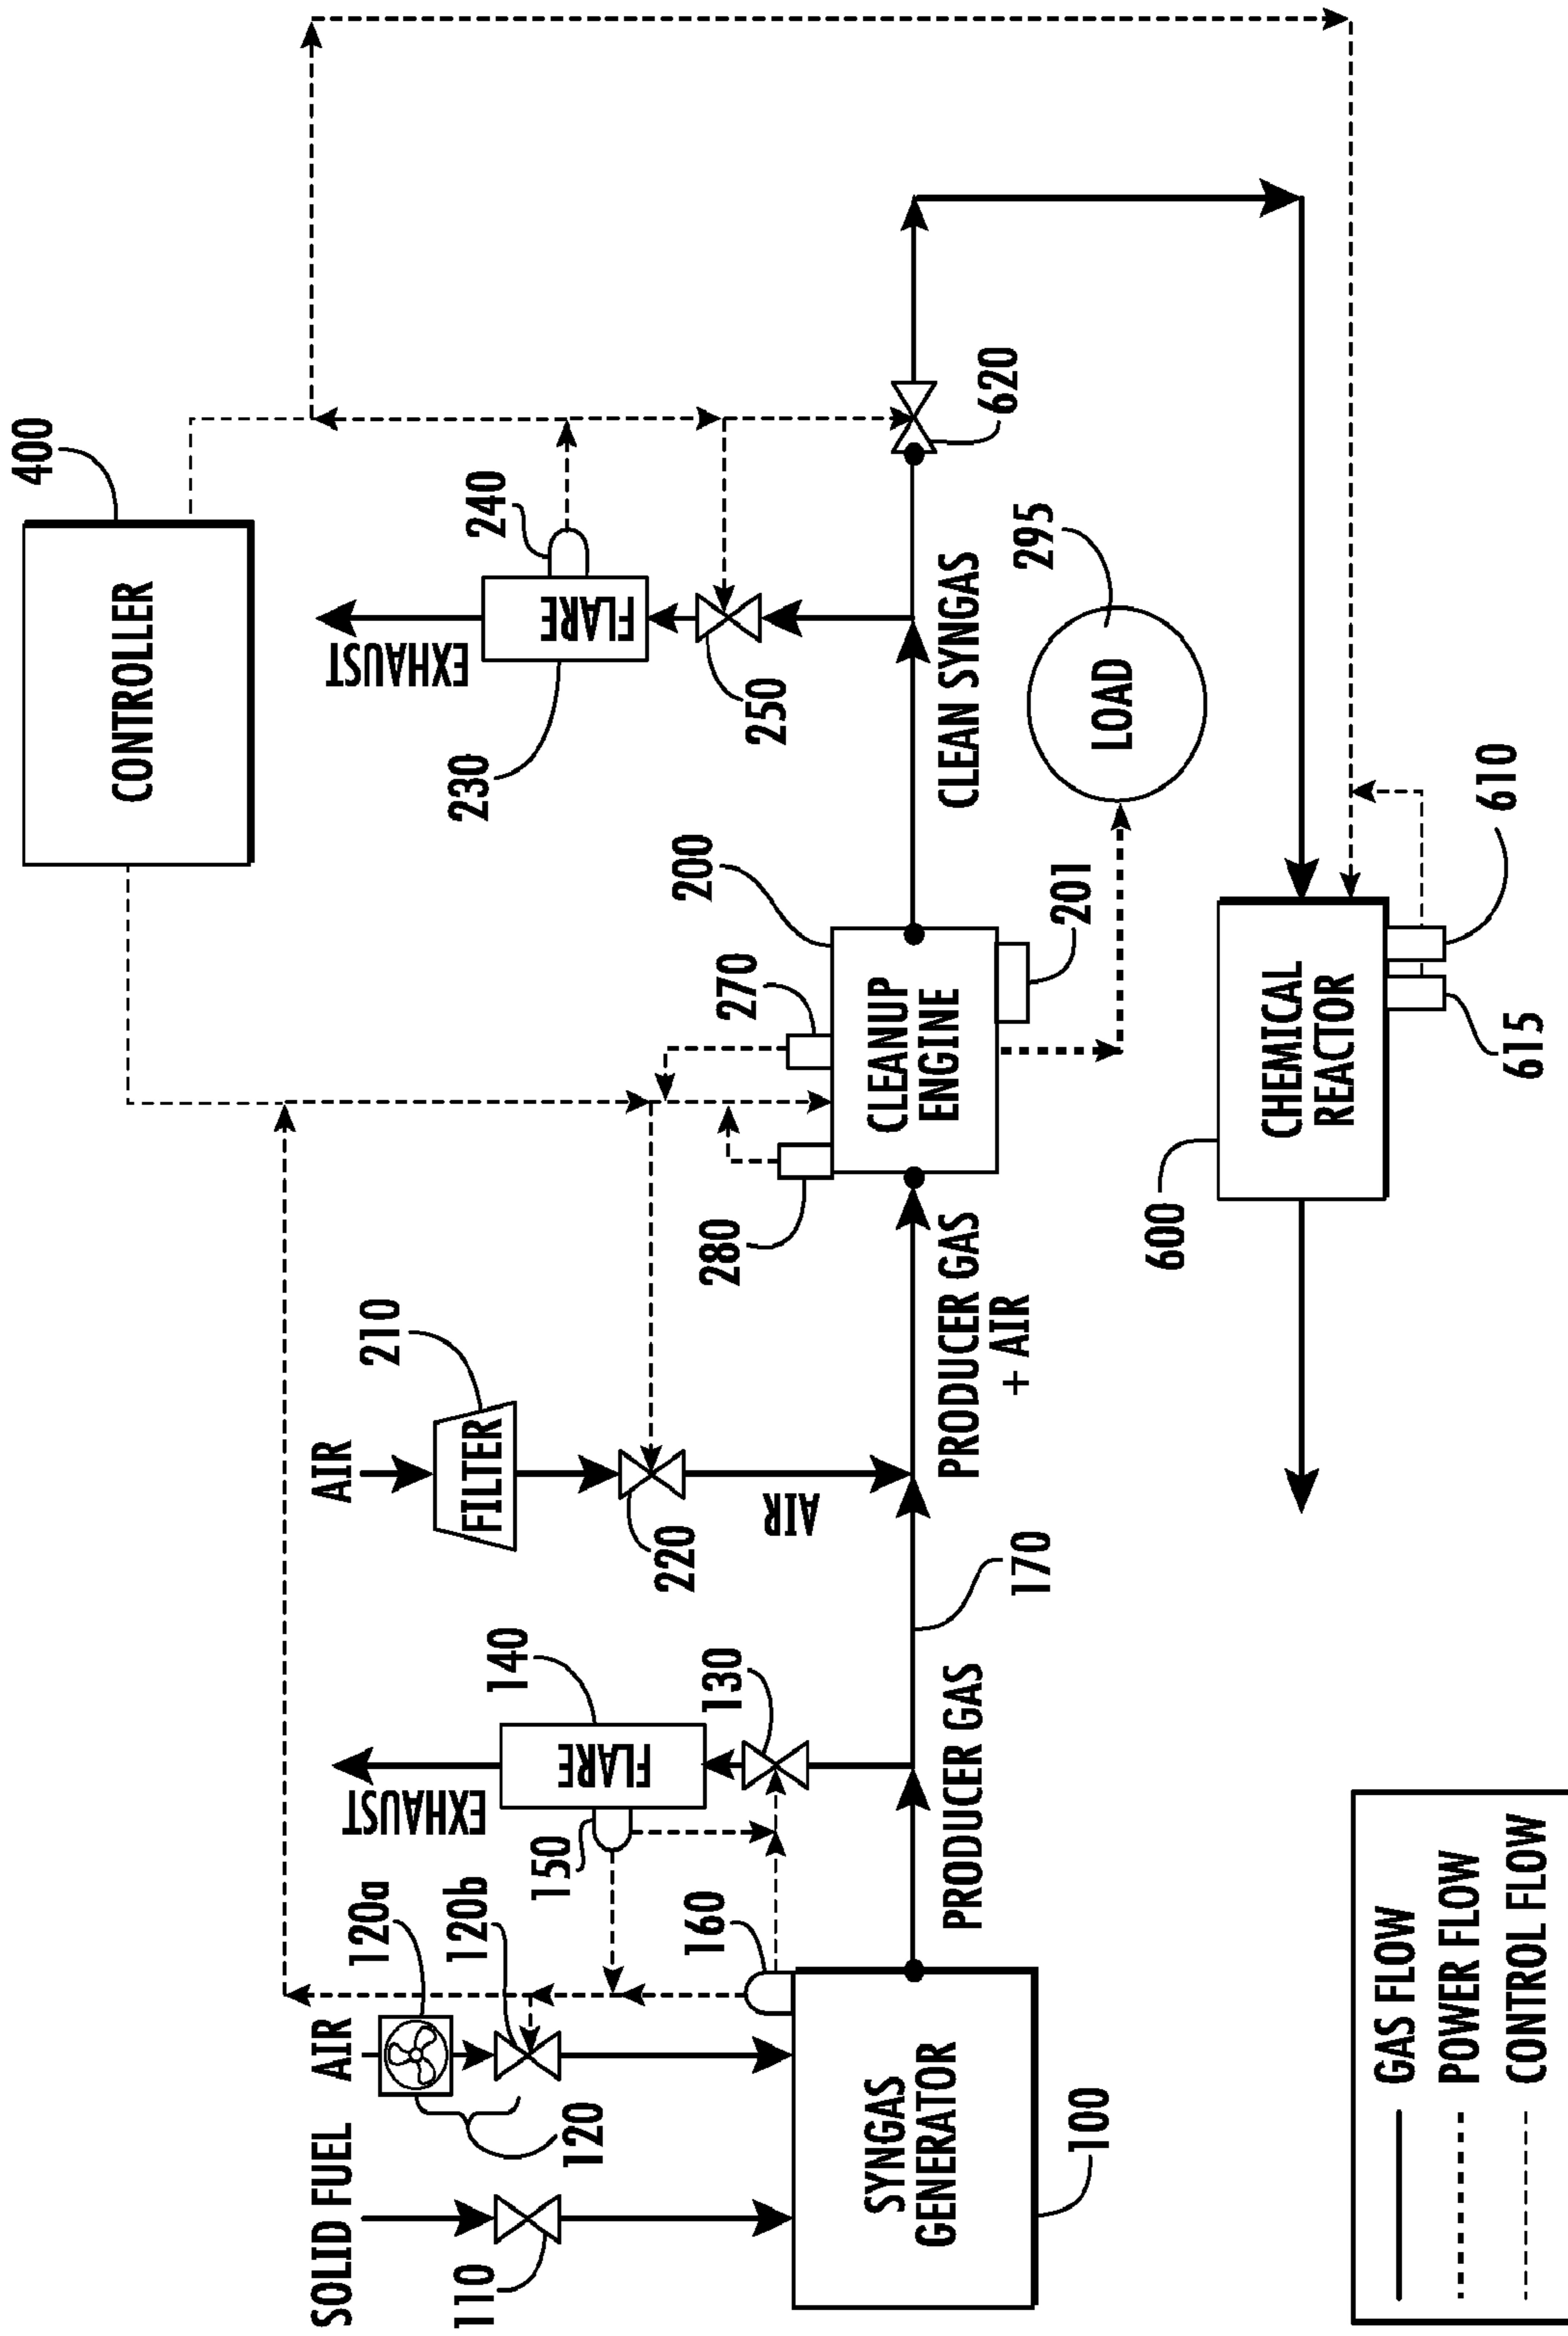 CONTROLLER
400
EXHAUST
FLARE
240
230
250
620
CLEAN SYNGAS
LOAD
295
200
270
280
CLEANUP
ENGINE
201
AIR
FILTER
210
220
AIR
PRODUCER GAS
+ AIR
170
EXHAUST
FLARE
140
150
130
PRODUCER GAS
SOLID FUEL
110
AIR
120a
120b
120
160
SYNGAS
GENERATOR
100
CHEMICAL
REACTOR
600
610
615
GAS FLOW
POWER FLOW
CONTROL FLOW